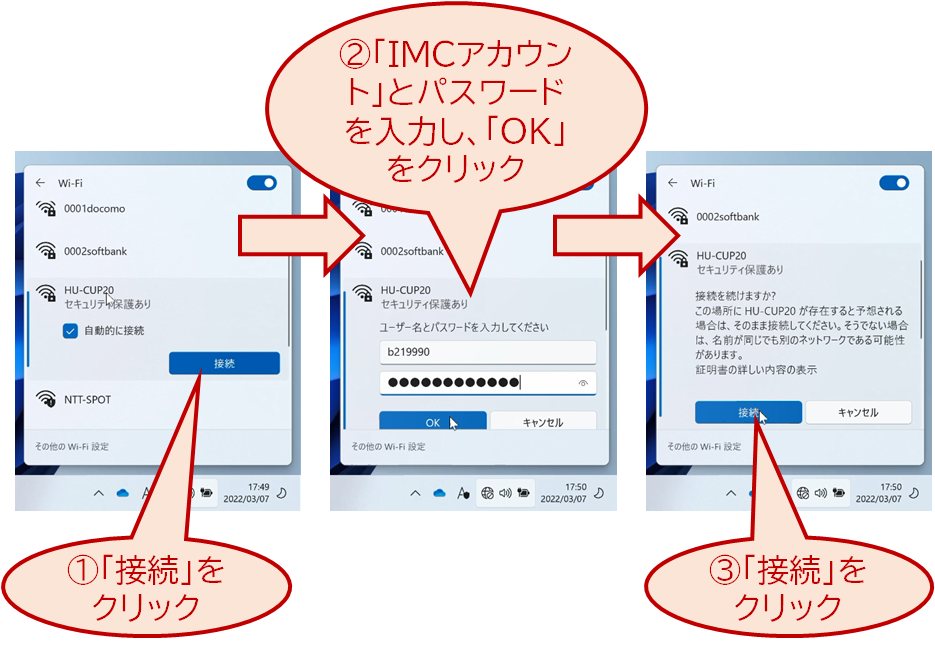 ②「IMCアカウン
ト」とパスワード
を入力し、「OK」
をクリック
← Wi-Fi
0001docomo
0002softbank
HU-CUP20
セキュリティ保護あり
自動的に接続
接続
NTT-SPOT
その他の Wi-Fi 設定
17:49
2022/03/07
①「接続」を
クリック
0002softbank
HU-CUP20
セキュリティ保護あり
ユーザー名とパスワードを入力してください
b219990
●●●●●●●●●●●●
OK
キャンセル
その他の Wi-Fi 設定
A
17:50
2022/03/07
← Wi-Fi
0002softbank
HU-CUP20
セキュリティ保護あり
接続を続けますか?
この場所に HU-CUP20 が存在すると予想される
場合は、そのまま接続してください。そうでない場合
は、名前が同じでも別のネットワークである可能性
があります。
証明書の詳しい内容の表示
接続
キャンセル
その他の Wi-Fi 設定
17:50
2022/03/07
③「接続」を
クリック